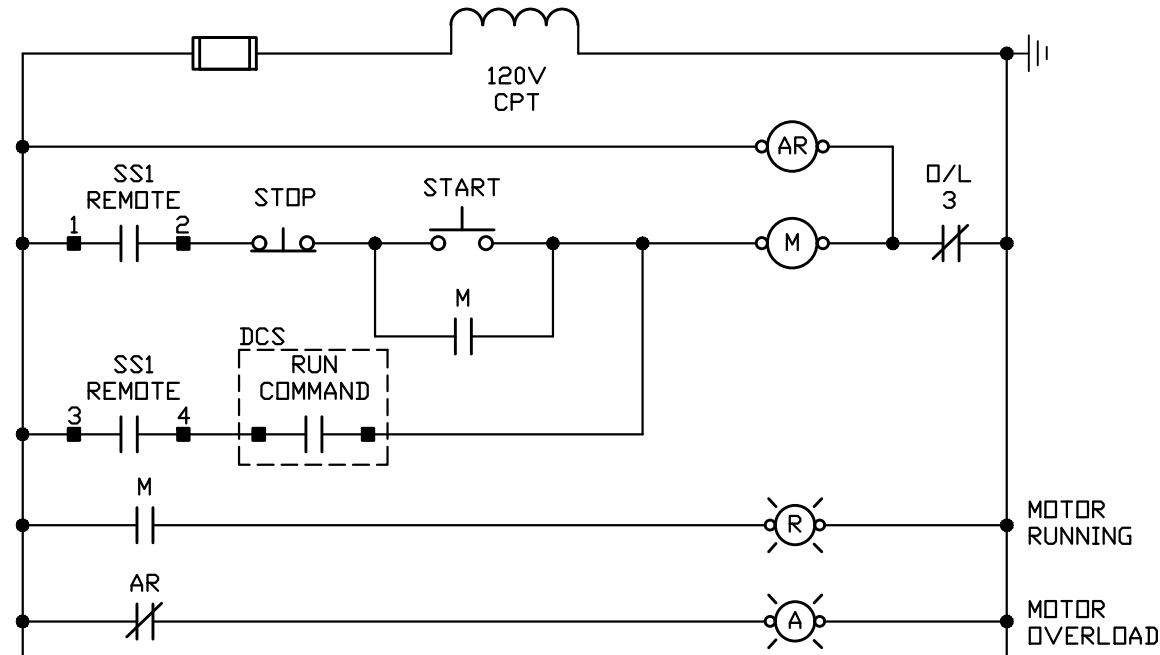 120V
CPT
AR
SS1
REMOTE
1
2
STOP
START
M
O/L
3
M
DCS
SS1
REMOTE
3
4
RUN
COMMAND
M
R
MOTOR
RUNNING
AR
A
MOTOR
OVERLOAD